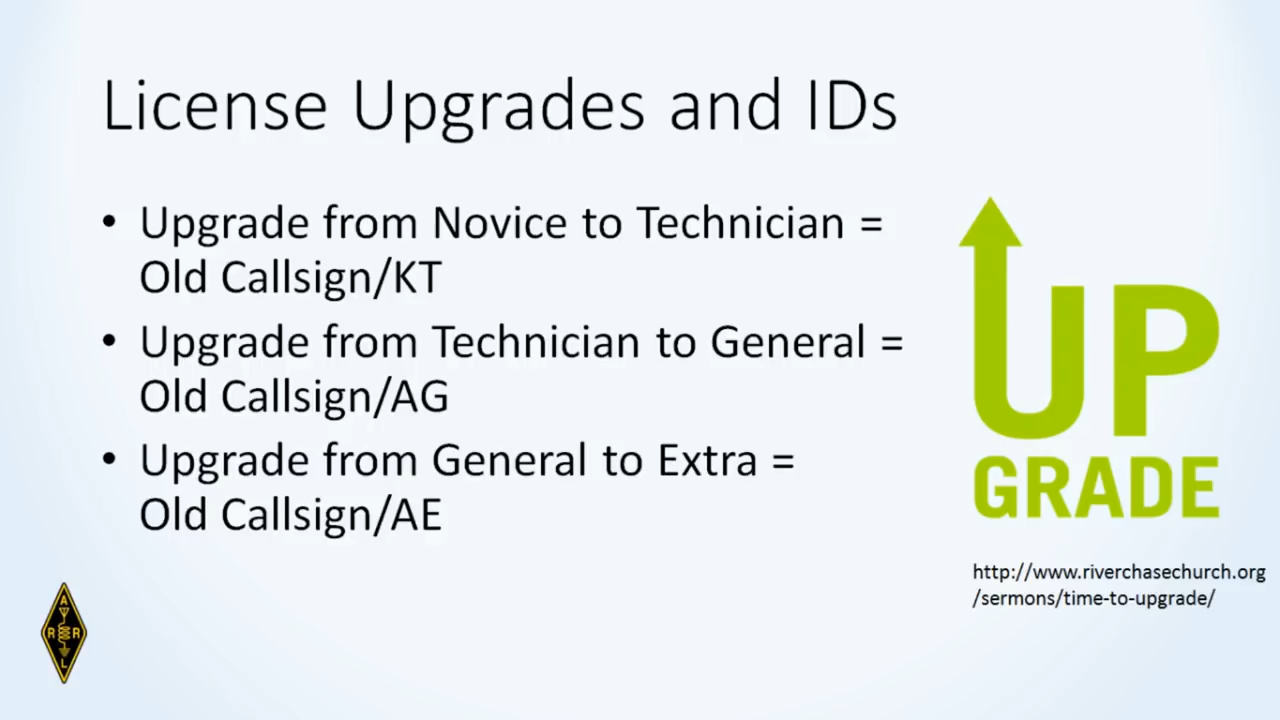 License Upgrades and IDs
• Upgrade from Novice to Technician =
Old Callsign/KT
• Upgrade from Technician to General =
Old Callsign/AG
• Upgrade from General to Extra =
Old Callsign/AE
UP
GRADE
http://www.riverchasechurch.org
/sermons/time-to-upgrade/
A
R R
L